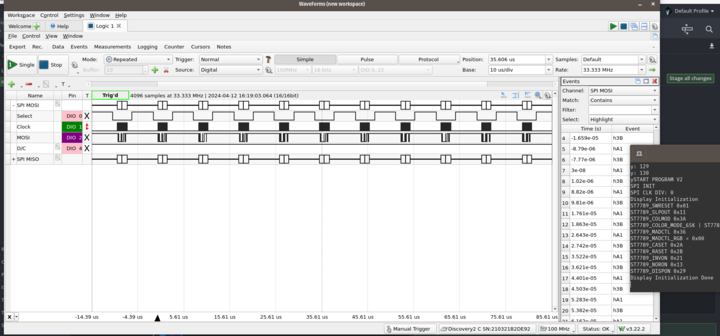 Waveforms (new workspace)
Workspace Control Settings Window Help
Welcome Help Logic 1
File Control View Window
Export Rec. Data Events Measurements Logging Counter Cursors Notes
Single Stop Mode: Repeated Trigger: Normal Simple Pulse Protocol Position: 35.606 us Samples: Default
Source: Digital Base: 10 us/div Rate: 33.333 MHz
Default Profile
Stage all changes
Name Pin T Trig'd 4096 samples at 33.333 MHz | 2024-04-12 16:19:03.064 (16/16bit)
SPI MOSI
Select DIO 0 X
Clock DIO 1
MOSI DIO 2 X
D/C DIO 4 X
SPI MISO
Events
Channel: SPI MOSI
Match: Contains
Filter:
Select: Highlight
Time (s) Event
4 -1.659e-05 h3B
5 -8.79e-06 hA1
6 -7.77e-06 h3B
7 3e-08 hA1
8 1.02e-06 h3B
9 8.82e-06 hA1
10 9.81e-06 h3B
11 1.761e-05 hA1
12 1.863e-05 h3B
13 2.643e-05 hA1
14 2.742e-05 h3B
15 3.522e-05 hA1
16 3.621e-05 h3B
17 4.401e-05 hA1
18 4.503e-05 h3B
19 5.283e-05 hA1
20 5.382e-05 h3B
y: 129
y: 130
ySTART PROGRAM V2
SPI INIT
SPI CLK DIV: 0
Display Initialization
ST7789_SWRESET 0x01
ST7789_SLPOUT 0x11
ST7789_COLMOD 0x3A
ST7789_COLOR_MODE_65K | ST778
ST7789_MADCTL 0x36
ST7789_MADCTL_RGB = 0x00
ST7789_CASET 0x2A
ST7789_RASET 0x2B
ST7789_INVON 0x21
ST7789_NORON 0x13
ST7789_DISPON 0x29
Display Initialization Done
X -14.39 us -4.39 us 5.61 us 15.61 us 25.61 us 35.61 us 45.61 us 55.61 us 65.61 us 75.61 us 85.61 us
Manual Trigger Discovery2 C SN:210321B2DE92 100 MHz Status: OK v3.22.2